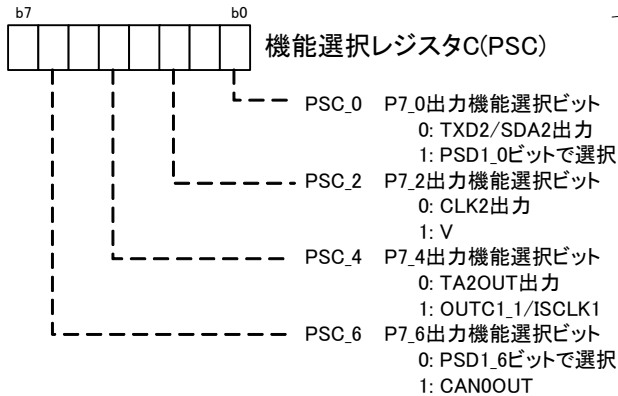 b7 b0
機能選択レジスタC(PSC)
PSC_0 P7_0出力機能選択ビット
0: TXD2/SDA2出力
1: PSD1_0ビットで選択
PSC_2 P7_2出力機能選択ビット
0: CLK2出力
1: V
PSC_4 P7_4出力機能選択ビット
0: TA2OUT出力
1: OUTC1_1/ISCLK1
PSC_6 P7_6出力機能選択ビット
0: PSD1_6ビットで選択
1: CAN0OUT